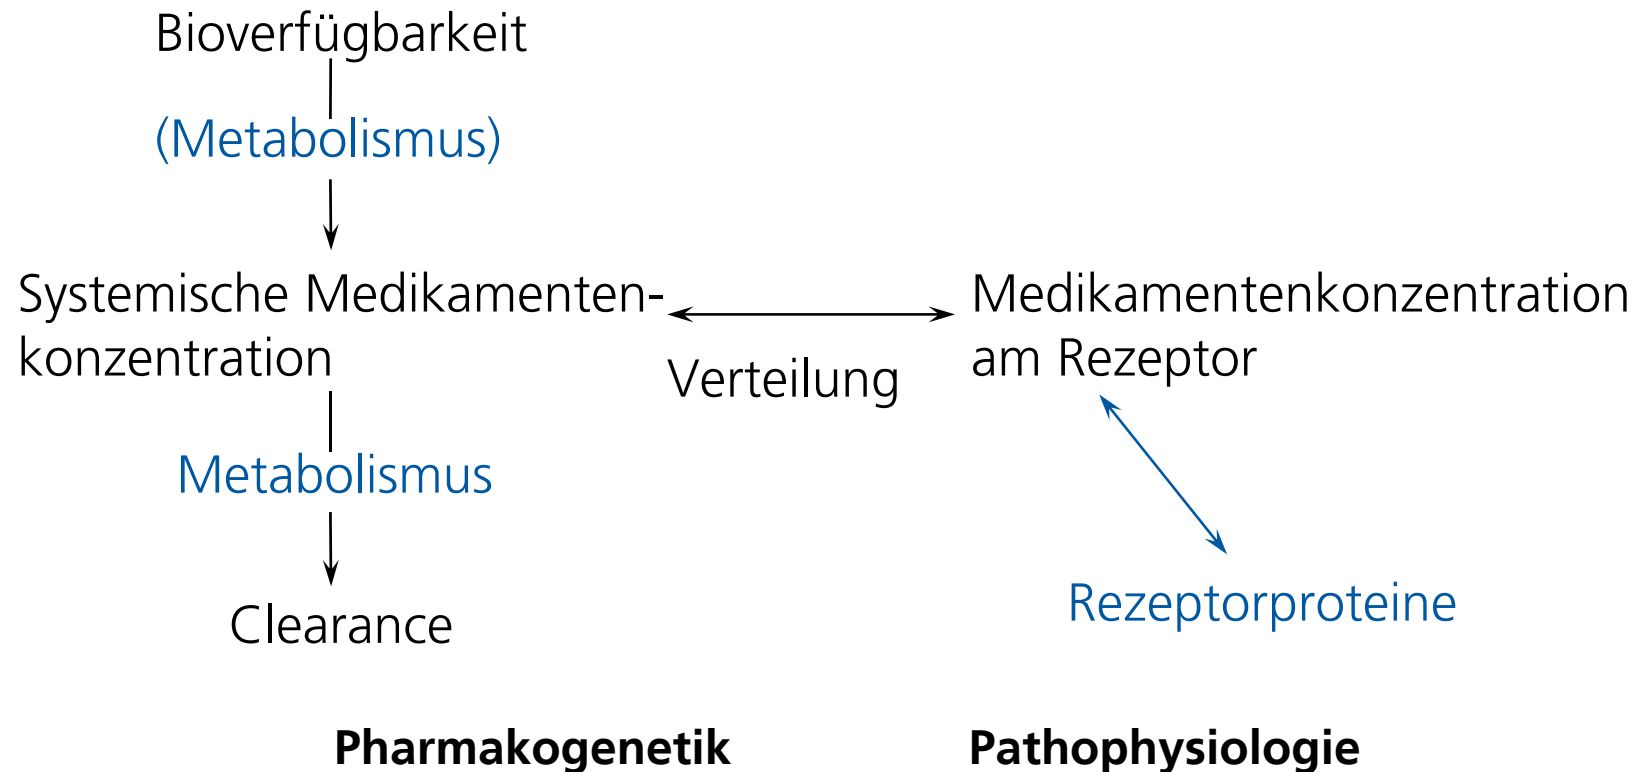 Bioverfügbarkeit
(Metabolismus)
Systemische Medikamenten-
konzentration
Verteilung
Medikamentenkonzentration
am Rezeptor
Metabolismus
Rezeptorproteine
Clearance
Pharmakogenetik
Pathophysiologie